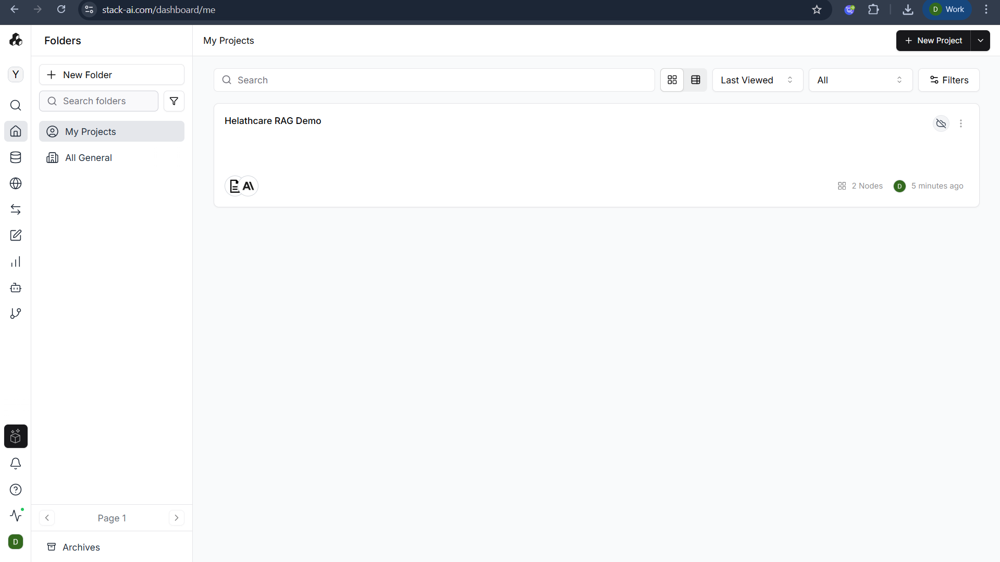 stack-ai.com/dashboard/me
D Work
Folders
My Projects
New Project
Y
New Folder
Search folders
My Projects
All General
Search
Last Viewed
All
Filters
Helathcare RAG Demo
2 Nodes
D
5 minutes ago
Page 1
D
Archives